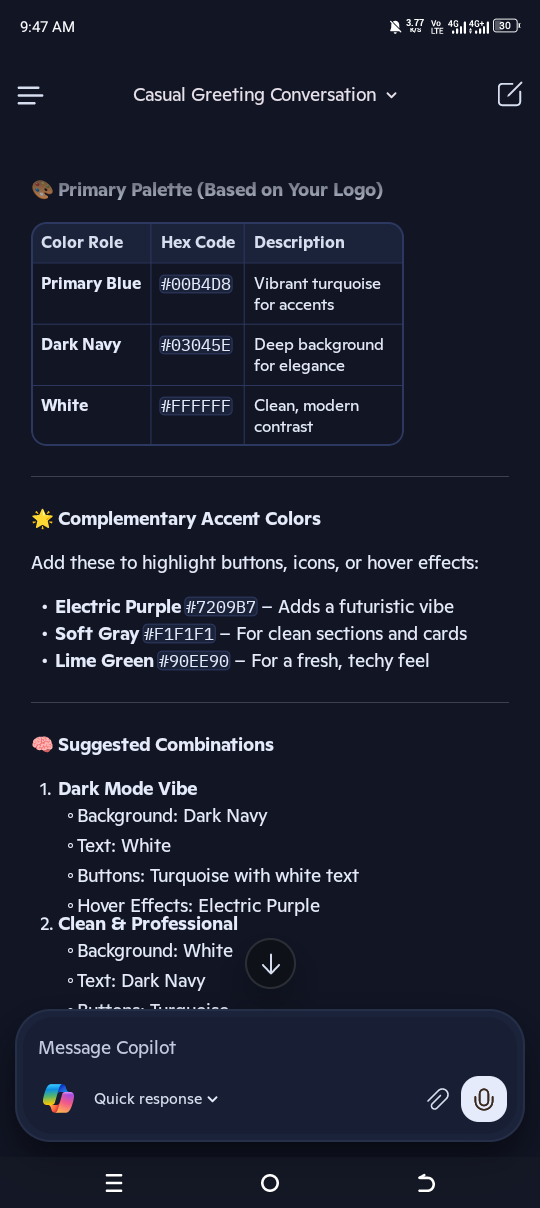 9:47 AM
3.77 K/S Vo LTE 4G 4G+ 30
Casual Greeting Conversation
🎨 Primary Palette (Based on Your Logo)
Color Role Hex Code Description
Primary Blue #00B4D8 Vibrant turquoise
for accents
Dark Navy #03045E Deep background
for elegance
White #FFFFFF Clean, modern
contrast
🌟 Complementary Accent Colors
Add these to highlight buttons, icons, or hover effects:
• Electric Purple #7209B7 – Adds a futuristic vibe
• Soft Gray #F1F1F1 – For clean sections and cards
• Lime Green #90EE90 – For a fresh, techy feel
🧠 Suggested Combinations
1. Dark Mode Vibe
◦ Background: Dark Navy
◦ Text: White
◦ Buttons: Turquoise with white text
◦ Hover Effects: Electric Purple
2. Clean & Professional
◦ Background: White
◦ Text: Dark Navy
◦ Buttons: Turquoise
Message Copilot
Quick response